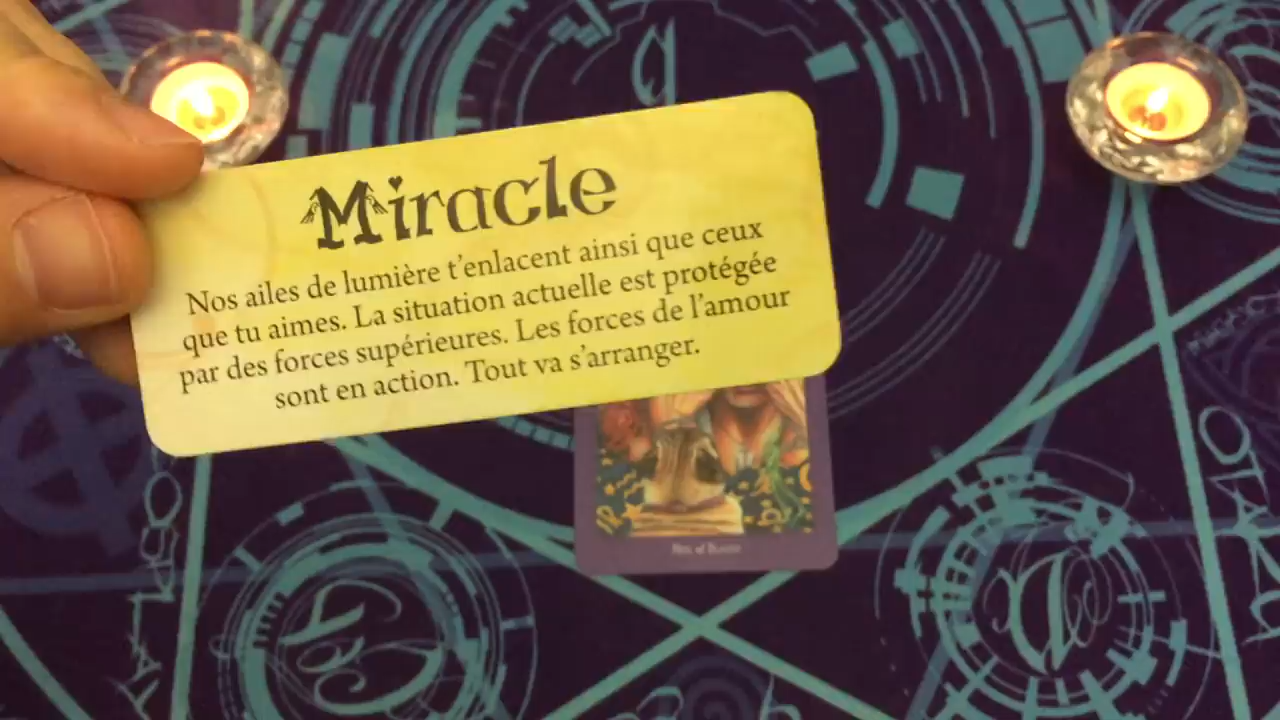 Miracle
Nos ailes de lumière t'enlacent ainsi que ceux
que tu aimes. La situation actuelle est protégée
par des forces supérieures. Les forces de l'amour
sont en action. Tout va s'arranger.